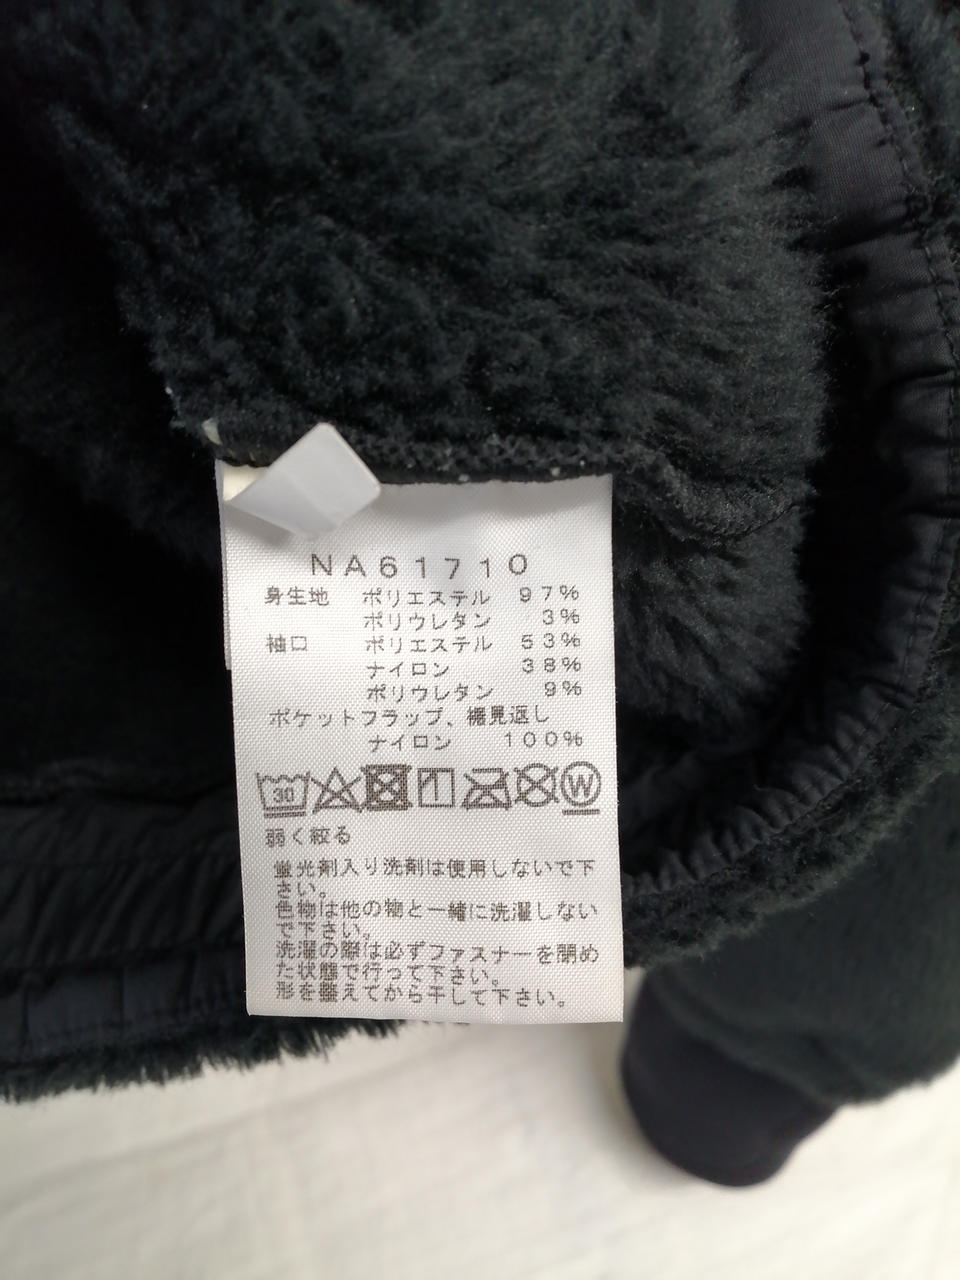 NA61710
身生地 ポリエステル 97%
ポリウレタン 3%
袖口 ポリエステル 53%
ナイロン 38%
ポリウレタン 9%
ポケットフラップ、裾見返し
ナイロン 100%
30 W
弱く絞る
蛍光剤入り洗剤は使用しないで下
さい。
色物は他の物と一緒に洗濯しない
で下さい。
洗濯の際は必ずファスナーを閉め
た状態で行って下さい。
形を整えてから干して下さい。